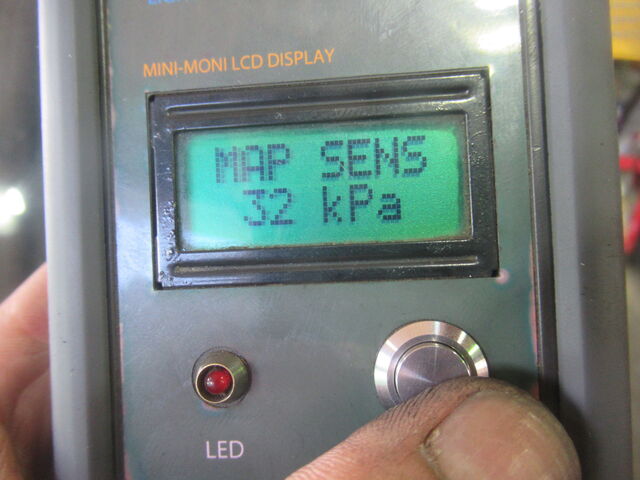 MINI-MONI LCD DISPLAY
MAP SENS
32 kPa
LED